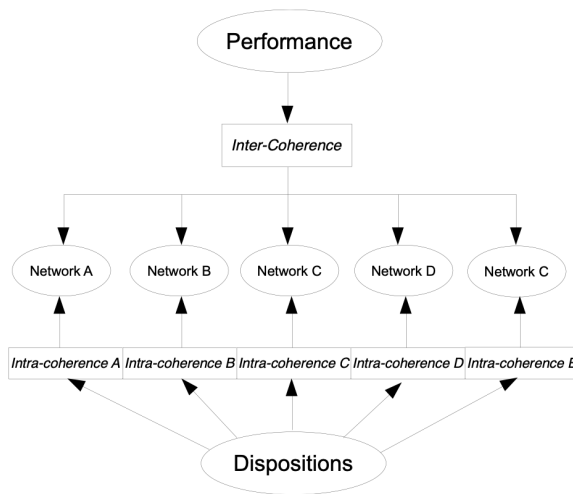 Performance
Inter-Coherence
Network A
Network B
Network C
Network D
Network C
Intra-coherence A
Intra-coherence B
Intra-coherence C
Intra-coherence D
Intra-coherence E
Dispositions